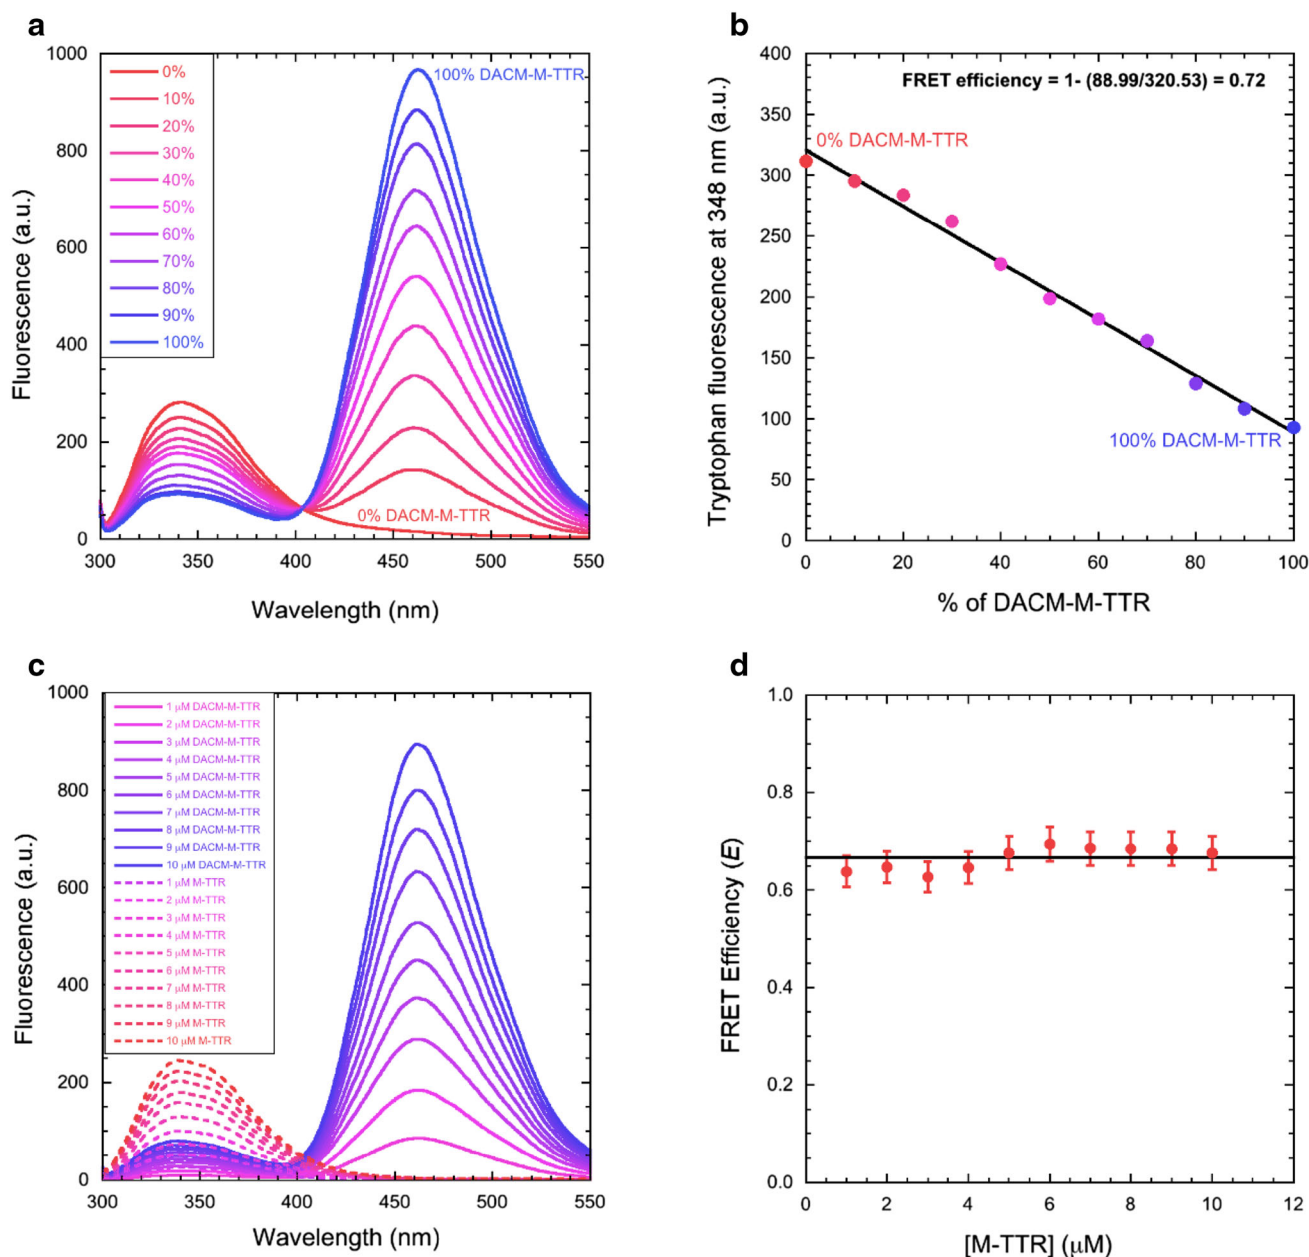 a
1000
800
600
400
200
0
Fluorescence (a.u.)
0%
10%
20%
30%
40%
50%
60%
70%
80%
90%
100%
100% DACM-M-TTR
0% DACM-M-TTR
300 350 400 450 500 550
Wavelength (nm)
b
400
350
300
250
200
150
100
50
0
Tryptophan fluorescence at 348 nm (a.u.)
FRET efficiency = 1- (88.99/320.53) = 0.72
0% DACM-M-TTR
100% DACM-M-TTR
0 20 40 60 80 100
% of DACM-M-TTR
c
1000
800
600
400
200
0
Fluorescence (a.u.)
1 μM DACM-M-TTR
2 μM DACM-M-TTR
3 μM DACM-M-TTR
4 μM DACM-M-TTR
5 μM DACM-M-TTR
6 μM DACM-M-TTR
7 μM DACM-M-TTR
8 μM DACM-M-TTR
9 μM DACM-M-TTR
10 μM DACM-M-TTR
1 μM M-TTR
2 μM M-TTR
3 μM M-TTR
4 μM M-TTR
5 μM M-TTR
6 μM M-TTR
7 μM M-TTR
8 μM M-TTR
9 μM M-TTR
10 μM M-TTR
300 350 400 450 500 550
Wavelength (nm)
d
1.0
0.8
0.6
0.4
0.2
0.0
FRET Efficiency (E)
0 2 4 6 8 10 12
[M-TTR] (μM)